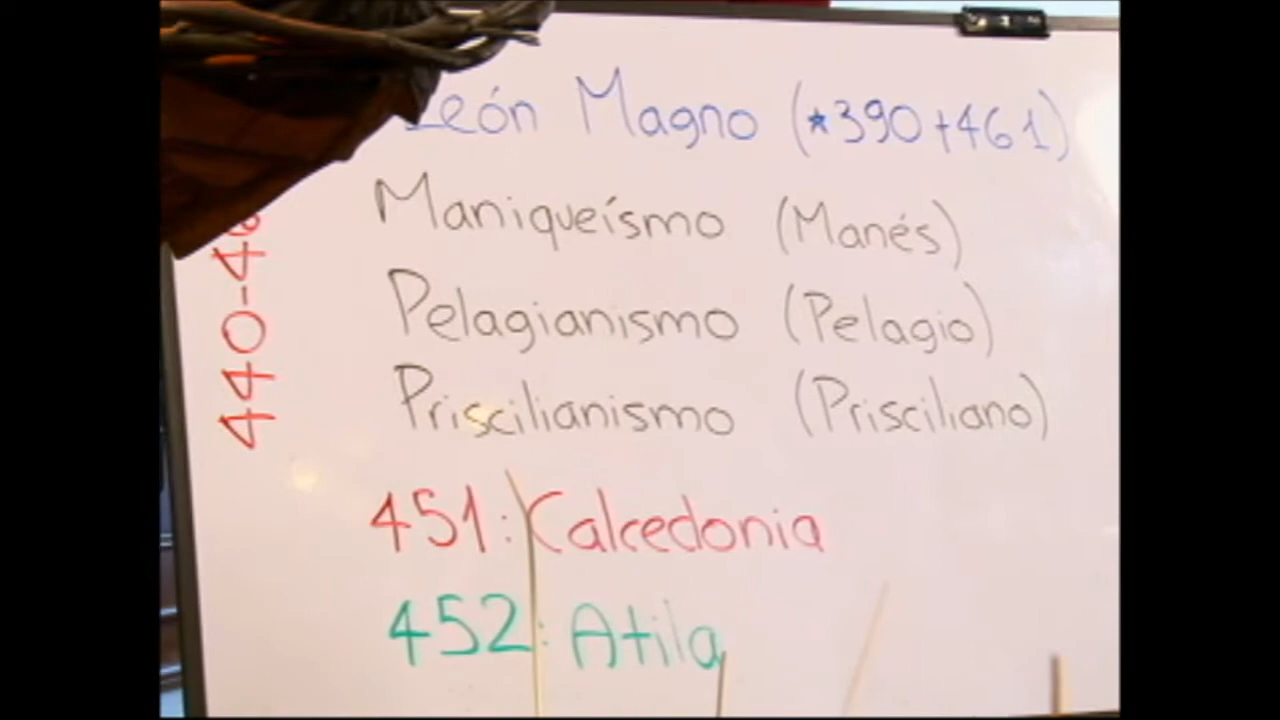 León Magno (*390+461)
Maniqueísmo (Manés)
Pelagianismo (Pelagio)
Priscilianismo (Prisciliano)
451: Calcedonia
452: Atila